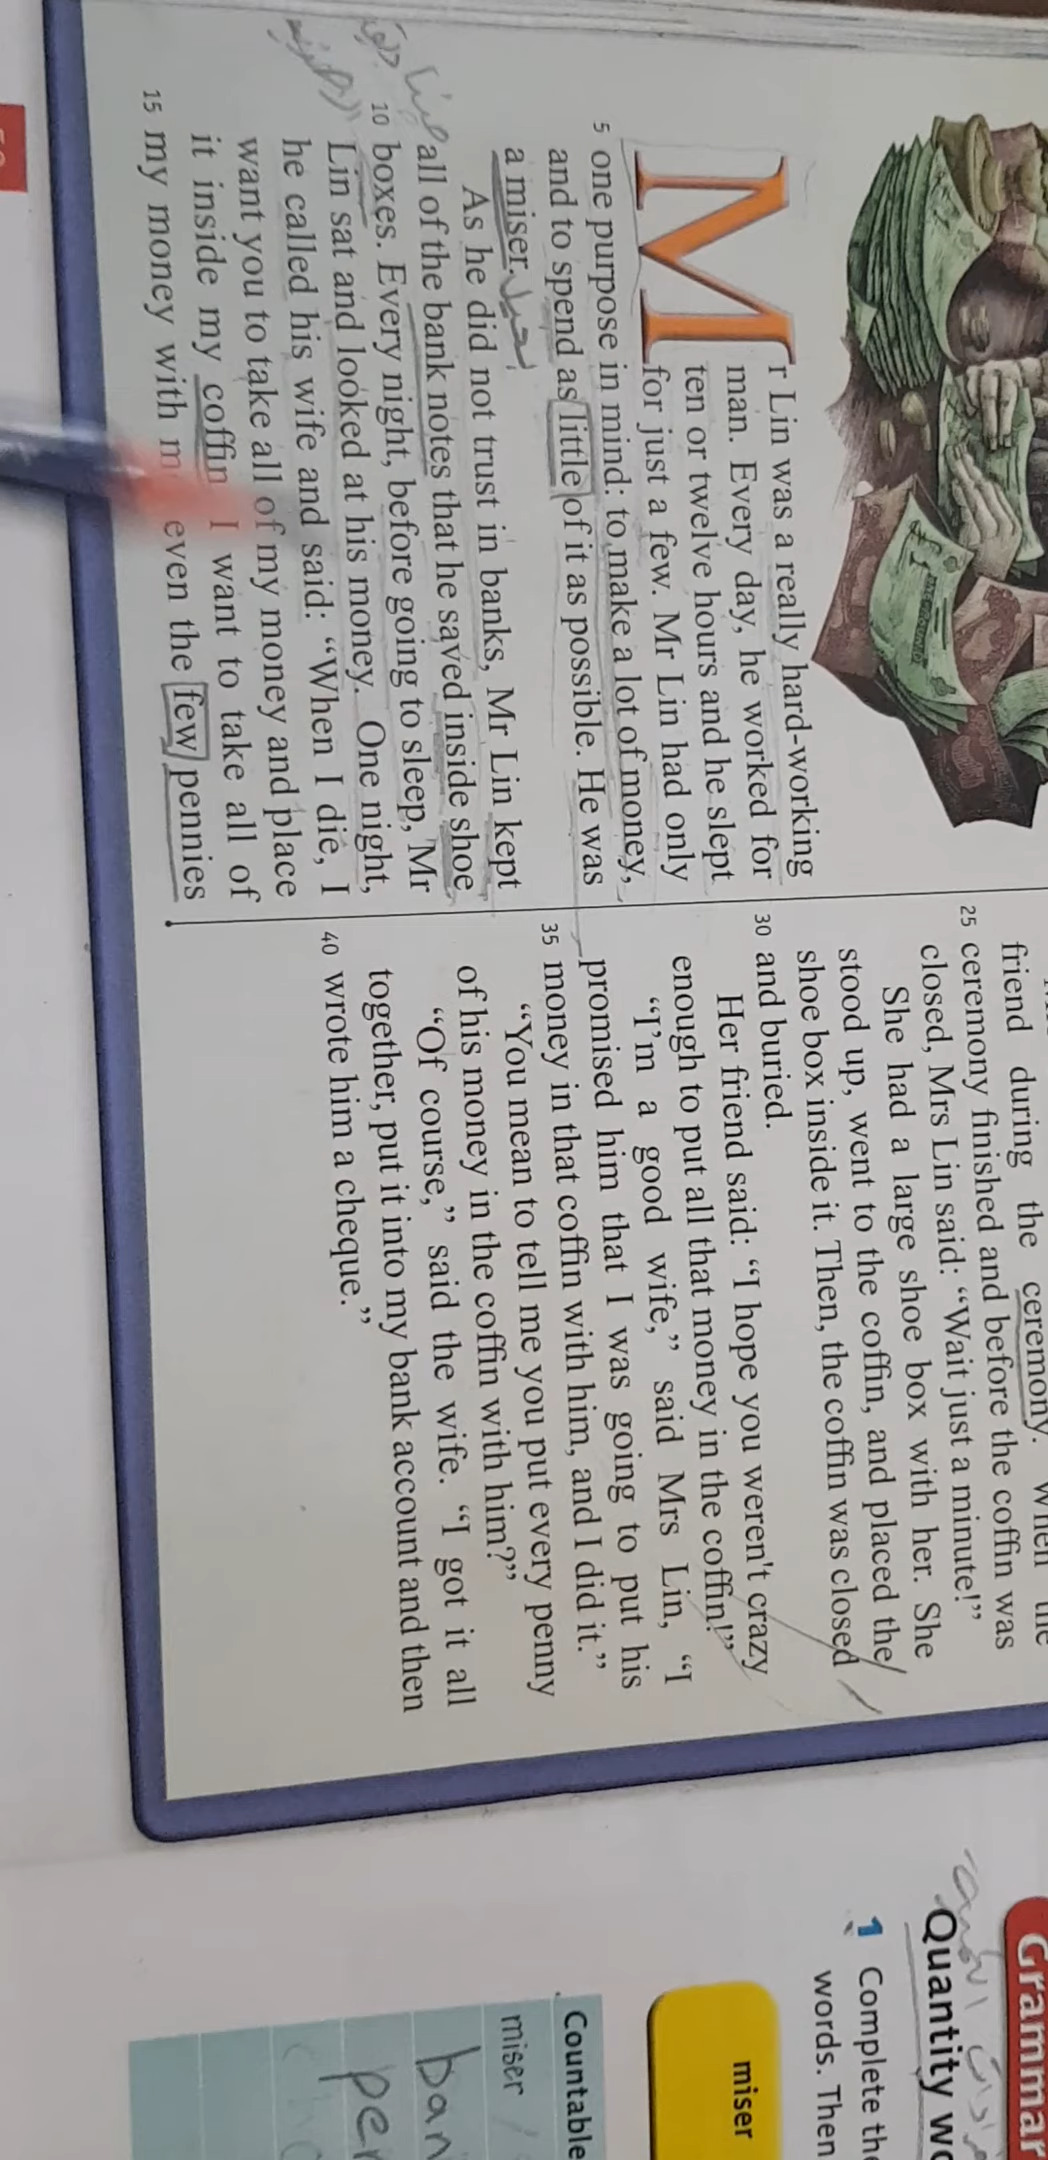 Mr Lin was a really hard-working
man. Every day, he worked for
ten or twelve hours and he slept
for just a few. Mr Lin had only
5 one purpose in mind: to make a lot of money,
and to spend as little of it as possible. He was
a miser.
As he did not trust in banks, Mr Lin kept
all of the bank notes that he saved inside shoe
10 boxes. Every night, before going to sleep, Mr
Lin sat and looked at his money. One night,
he called his wife and said: “When I die, I
want you to take all of my money and place
it inside my coffin I want to take all of
15 my money with even the few pennies
friend during the ceremony. When the
25 ceremony finished and before the coffin was
closed, Mrs Lin said: “Wait just a minute!”
She had a large shoe box with her. She
stood up, went to the coffin, and placed the
shoe box inside it. Then, the coffin was closed
30 and buried.
Her friend said: “I hope you weren't crazy
enough to put all that money in the coffin!”
“I’m a good wife,” said Mrs Lin, “I
promised him that I was going to put his
35 money in that coffin with him, and I did it.”
“You mean to tell me you put every penny
of his money in the coffin with him?”
“Of course,” said the wife. “I got it all
together, put it into my bank account and then
40 wrote him a cheque.”
Grammar
Quantity
1 Complete the
words. Then
miser
Countable
miser